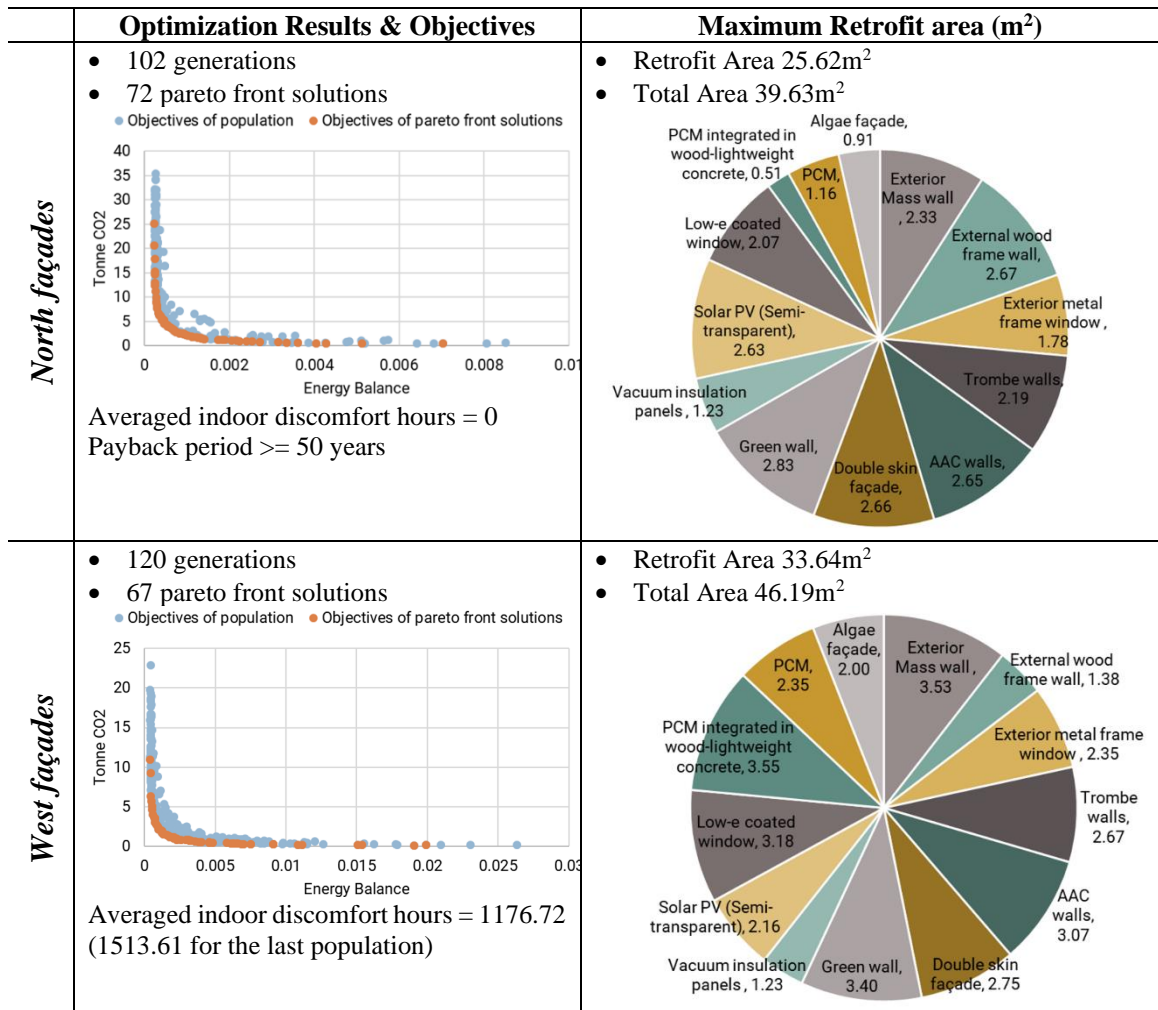 Optimization Results & Objectives
Maximum Retrofit area (m²)
North façades
• 102 generations
• 72 pareto front solutions
Objectives of population
Objectives of pareto front solutions
40
35
30
25
20
15
10
5
0
Tonne CO2
0
0.002
0.004
0.006
0.008
0.01
Energy Balance
Averaged indoor discomfort hours = 0
Payback period >= 50 years
• Retrofit Area 25.62m²
• Total Area 39.63m²
Algae façade,
0.91
PCM integrated in
wood-lightweight
concrete, 0.51
PCM,
1.16
Exterior
Mass wall
, 2.33
Low-e coated
window, 2.07
External wood
frame wall,
2.67
Solar PV (Semi-
transparent),
2.63
Exterior metal
frame window ,
1.78
Vacuum insulation
panels , 1.23
Trombe walls,
2.19
Green wall,
2.83
Double skin
façade,
2.66
AAC walls,
2.65
West façades
• 120 generations
• 67 pareto front solutions
Objectives of population
Objectives of pareto front solutions
25
20
15
10
5
0
Tonne CO2
0
0.005
0.01
0.015
0.02
0.025
0.03
Energy Balance
Averaged indoor discomfort hours = 1176.72
(1513.61 for the last population)
• Retrofit Area 33.64m²
• Total Area 46.19m²
Algae
façade,
2.00
Exterior
Mass wall ,
3.53
PCM,
2.35
External wood
frame wall, 1.38
PCM integrated in
wood-lightweight
concrete, 3.55
Exterior metal frame
window , 2.35
Low-e coated
window, 3.18
Trombe
walls,
2.67
Solar PV (Semi-
transparent), 2.16
AAC
walls,
3.07
Vacuum insulation
panels , 1.23
Green wall,
3.40
Double skin
façade, 2.75